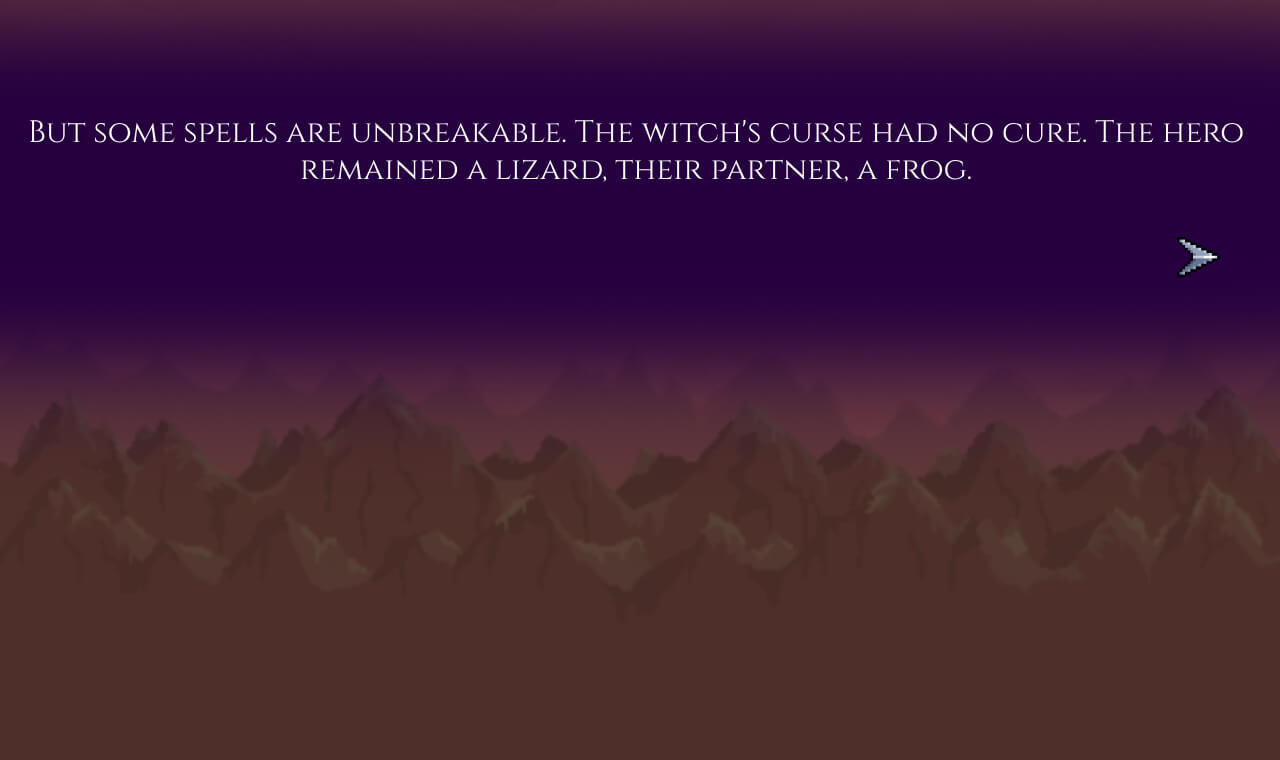 But some spells are unbreakable. The witch's curse had no cure. The hero
remained a lizard, their partner, a frog.